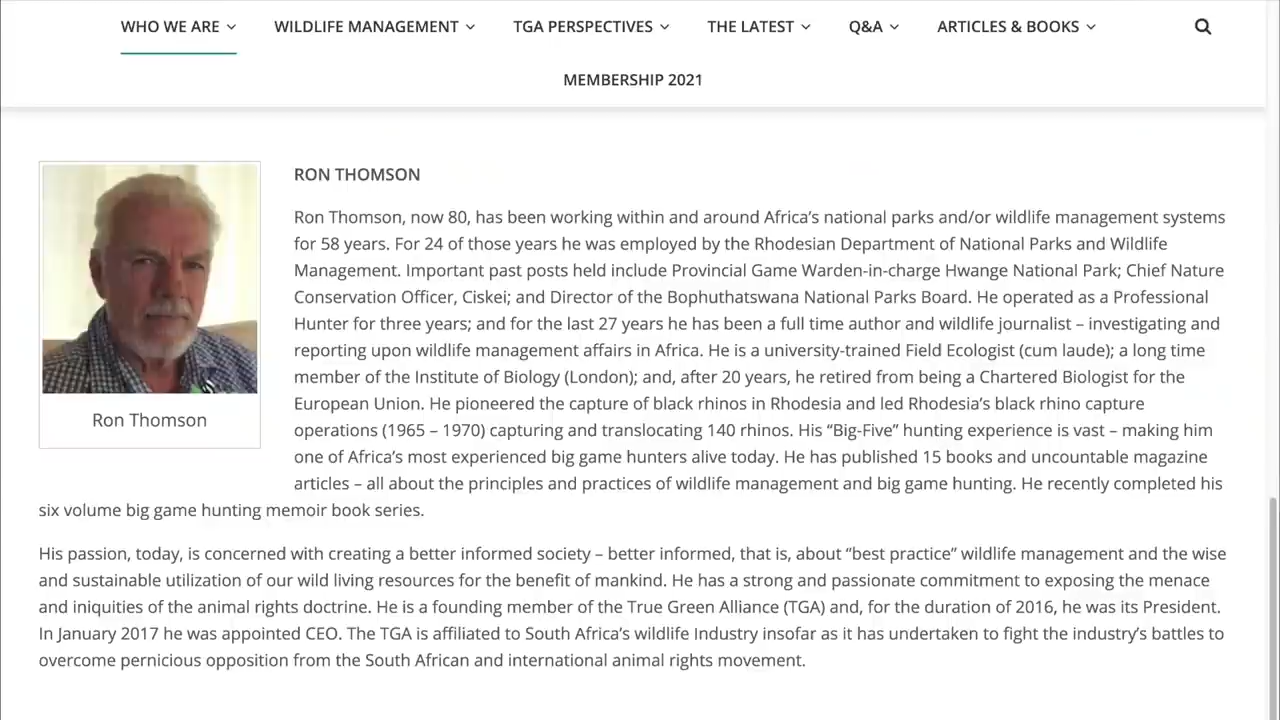 WHO WE ARE
WILDLIFE MANAGEMENT
TGA PERSPECTIVES
THE LATEST
Q&A
ARTICLES & BOOKS
MEMBERSHIP 2021
Ron Thomson
RON THOMSON
Ron Thomson, now 80, has been working within and around Africa’s national parks and/or wildlife management systems
for 58 years. For 24 of those years he was employed by the Rhodesian Department of National Parks and Wildlife
Management. Important past posts held include Provincial Game Warden-in-charge Hwange National Park; Chief Nature
Conservation Officer, Ciskei; and Director of the Bophuthatswana National Parks Board. He operated as a Professional
Hunter for three years; and for the last 27 years he has been a full time author and wildlife journalist – investigating and
reporting upon wildlife management affairs in Africa. He is a university-trained Field Ecologist (cum laude); a long time
member of the Institute of Biology (London); and, after 20 years, he retired from being a Chartered Biologist for the
European Union. He pioneered the capture of black rhinos in Rhodesia and led Rhodesia’s black rhino capture
operations (1965 – 1970) capturing and translocating 140 rhinos. His “Big-Five” hunting experience is vast – making him
one of Africa’s most experienced big game hunters alive today. He has published 15 books and uncountable magazine
articles – all about the principles and practices of wildlife management and big game hunting. He recently completed his
six volume big game hunting memoir book series.
His passion, today, is concerned with creating a better informed society – better informed, that is, about “best practice” wildlife management and the wise
and sustainable utilization of our wild living resources for the benefit of mankind. He has a strong and passionate commitment to exposing the menace
and iniquities of the animal rights doctrine. He is a founding member of the True Green Alliance (TGA) and, for the duration of 2016, he was its President.
In January 2017 he was appointed CEO. The TGA is affiliated to South Africa’s wildlife Industry insofar as it has undertaken to fight the industry’s battles to
overcome pernicious opposition from the South African and international animal rights movement.